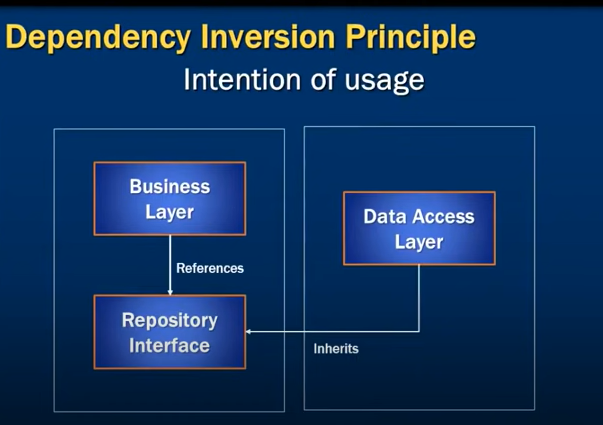 Dependency Inversion Principle
Intention of usage
Business
Layer
References
Repository
Interface
Data Access
Layer
Inherits